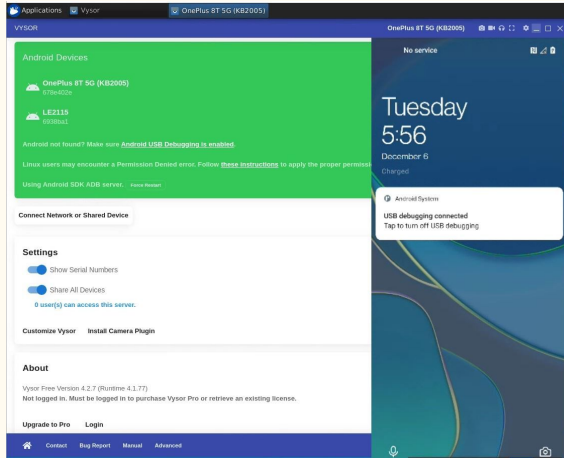 Applications
Vysor
OnePlus 8T 5G (KB2005)
VYSOR
OnePlus 8T 5G (KB2005)
Android Devices
OnePlus 8T 5G (KB2005)
LE2115
Android not found? Make sure Android USB Debugging is enabled.
Linux users may encounter a Permission Denied error. Follow these instructions to apply the proper permissi
Using Android SDK ADB server. Force Restart
Connect Network or Shared Device
Settings
Show Serial Numbers
Share All Devices
0 user(s) can access this server.
Customize Vysor Install Camera Plugin
About
Vysor Free Version 4.2.7 (Runtime 4.1.77)
Not logged in. Must be logged in to purchase Vysor Pro or retrieve an existing license.
Upgrade to Pro Login
Contact Bug Report Manual Advanced
No service
Tuesday
5:56
December 6
Charged
Android System
USB debugging connected
Tap to turn off USB debugging